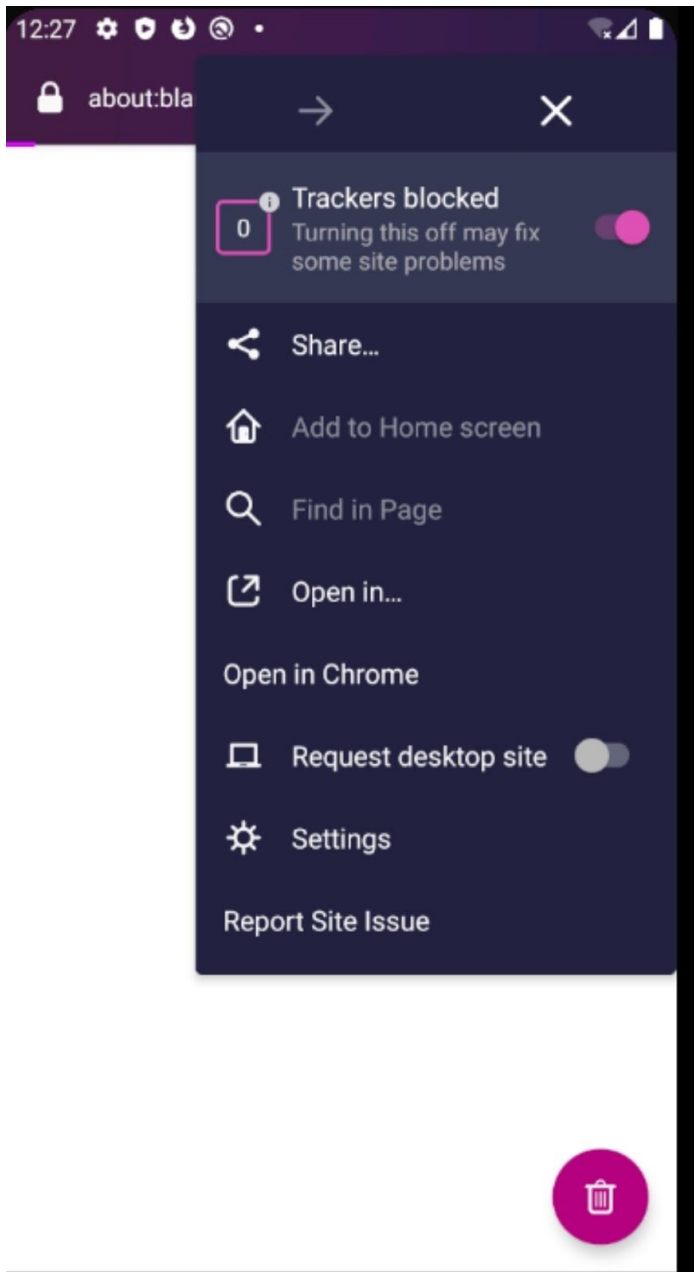 12:27
about:bla
0
Trackers blocked
Turning this off may fix
some site problems
Share…
Add to Home screen
Find in Page
Open in…
Open in Chrome
Request desktop site
Settings
Report Site Issue